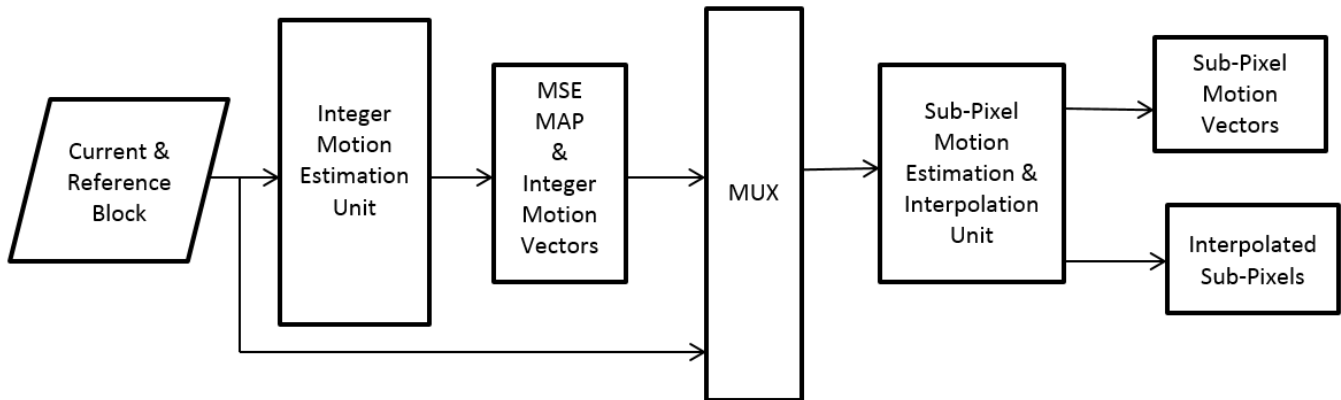 Current &
Reference
Block
Integer
Motion
Estimation
Unit
MSE
MAP
&
Integer
Motion
Vectors
MUX
Sub-Pixel
Motion
Estimation &
Interpolation
Unit
Sub-Pixel
Motion
Vectors
Interpolated
Sub-Pixels